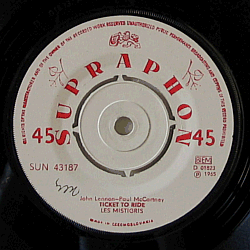 SUPRAPHON
45
45
SUN 43187
BIEM
D 01823
℗ 1965
John Lennon-Paul McCartney
TICKET TO RIDE
LES MISTIGRIS
MADE IN CZECHOSLOVAKIA